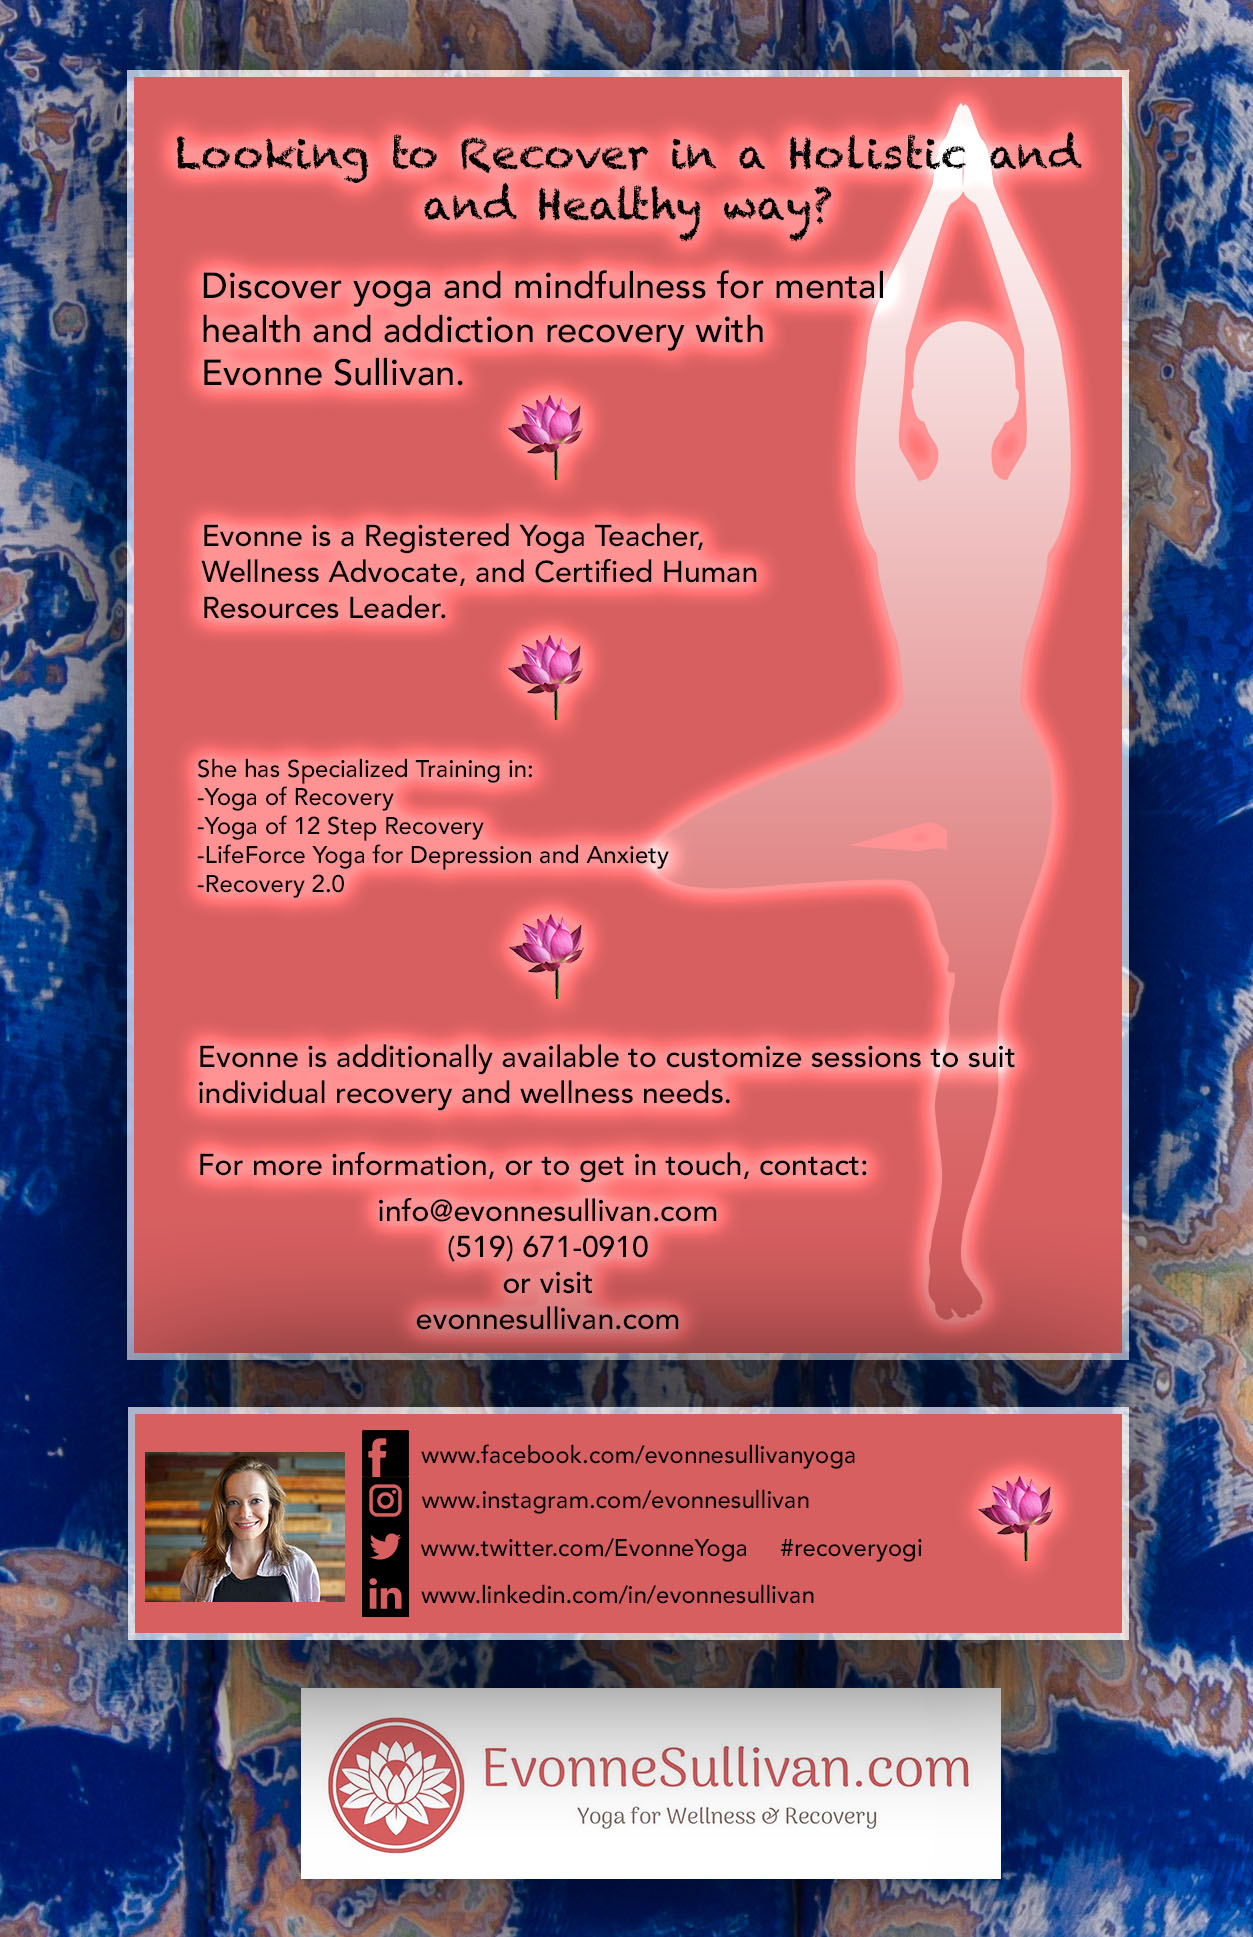 Looking to Recover in a Holistic and
and Healthy way?
Discover yoga and mindfulness for mental
health and addiction recovery with
Evonne Sullivan.
Evonne is a Registered Yoga Teacher,
Wellness Advocate, and Certified Human
Resources Leader.
She has Specialized Training in:
-Yoga of Recovery
-Yoga of 12 Step Recovery
-LifeForce Yoga for Depression and Anxiety
-Recovery 2.0
Evonne is additionally available to customize sessions to suit
individual recovery and wellness needs.
For more information, or to get in touch, contact:
info@evonnesullivan.com
(519) 671-0910
or visit
evonnesullivan.com
www.facebook.com/evonnesullivanyoga
www.instagram.com/evonnesullivan
www.twitter.com/EvonneYoga #recoveryogi
www.linkedin.com/in/evonnesullivan
EvonneSullivan.com
Yoga for Wellness & Recovery